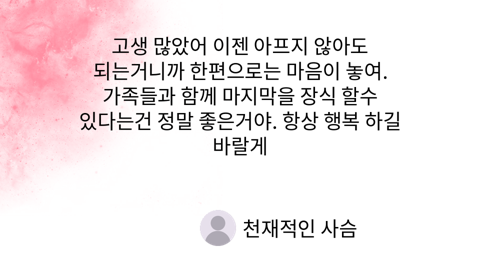 고생 많았어 이젠 아프지 않아도
되는거니까 한편으로는 마음이 놓여.
가족들과 함께 마지막을 장식 할수
있다는건 정말 좋은거야. 항상 행복 하길
바랄게
천재적인 사슴